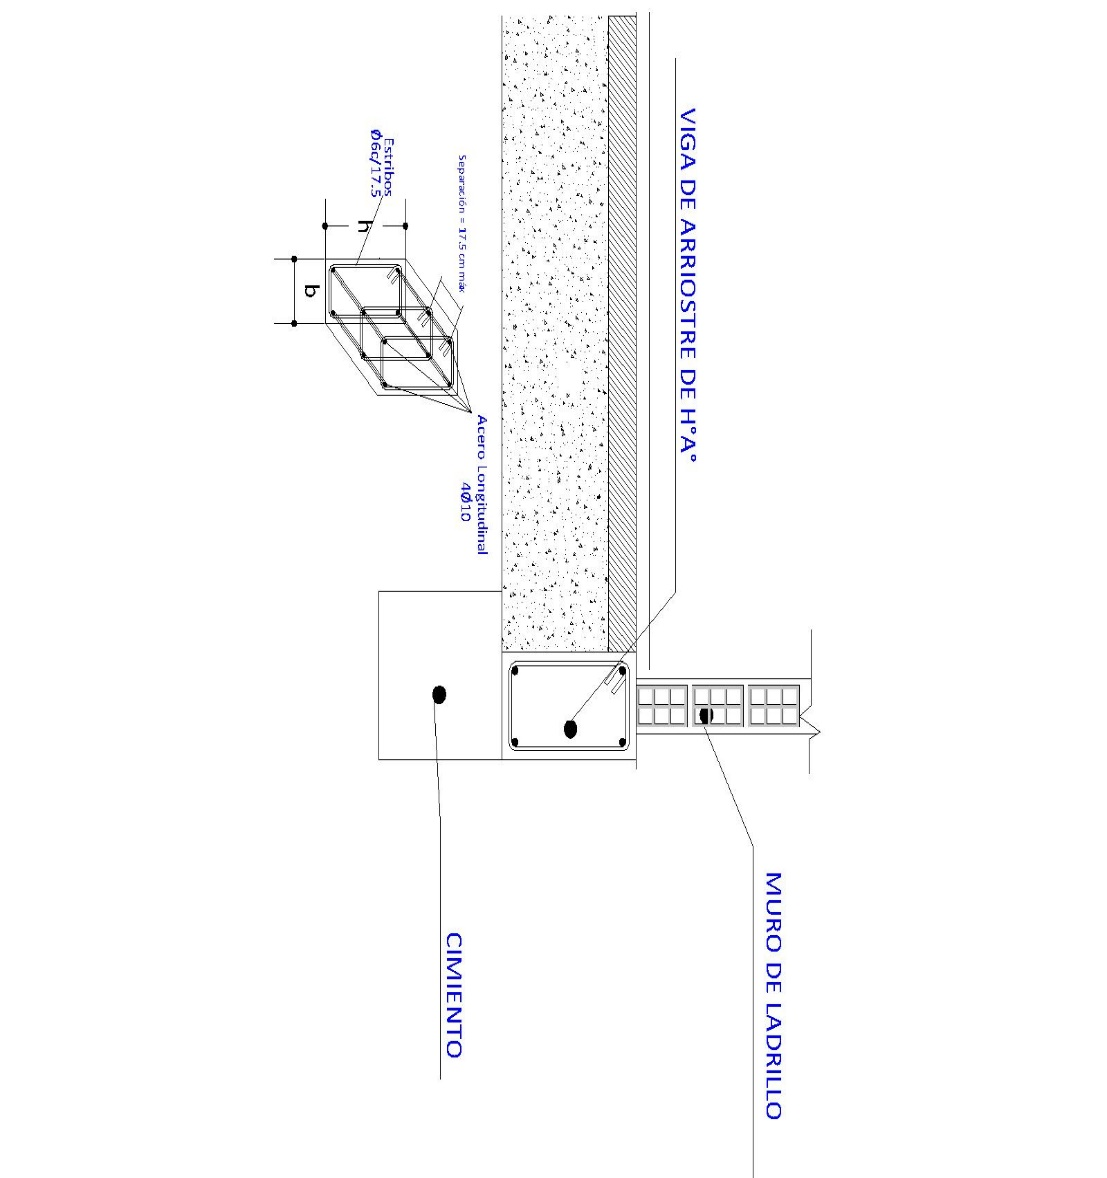 VIGA DE ARRIOSTRE DE H°A°
Separación = 17.5 cm máx
Estribos
Ø6c/17.5
h
b
Acero Longitudinal
4Ø10
MURO DE LADRILLO
CIMIENTO